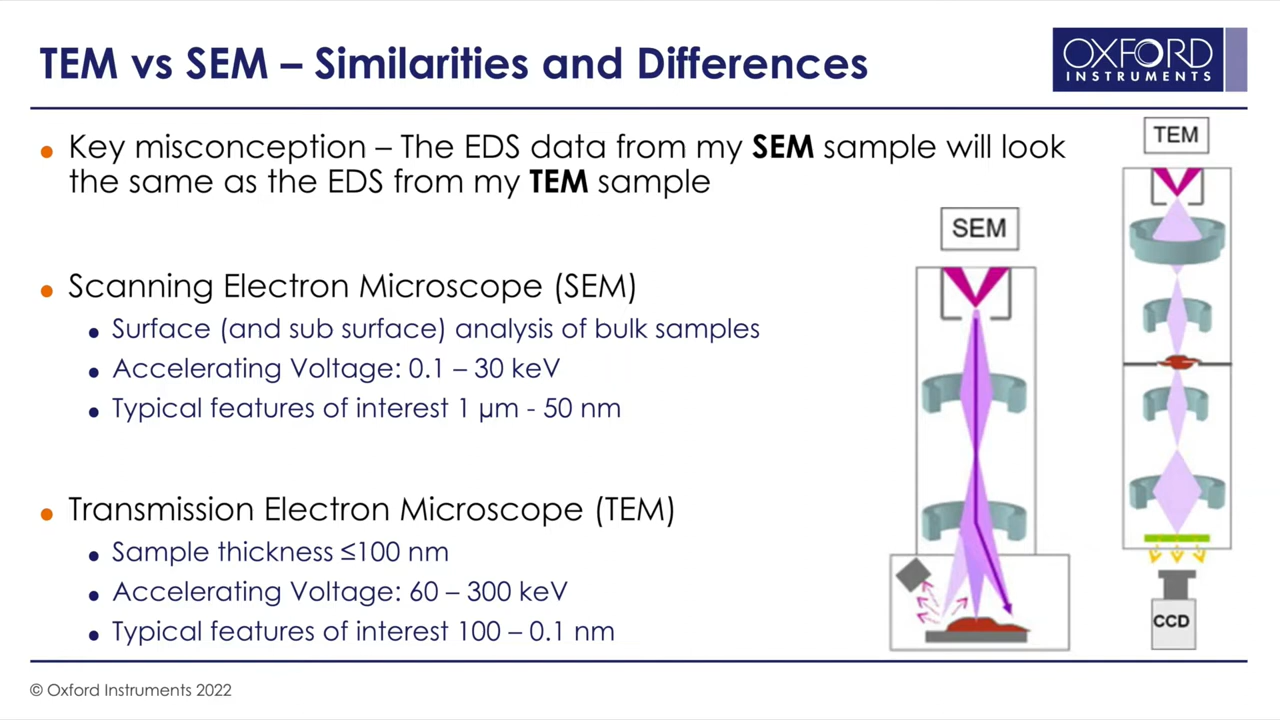 TEM vs SEM – Similarities and Differences
OXFORD
INSTRUMENTS
• Key misconception – The EDS data from my SEM sample will look
the same as the EDS from my TEM sample
• Scanning Electron Microscope (SEM)
• Surface (and sub surface) analysis of bulk samples
• Accelerating Voltage: 0.1 – 30 keV
• Typical features of interest 1 µm - 50 nm
• Transmission Electron Microscope (TEM)
• Sample thickness ≤100 nm
• Accelerating Voltage: 60 – 300 keV
• Typical features of interest 100 – 0.1 nm
SEM
TEM
CCD
© Oxford Instruments 2022